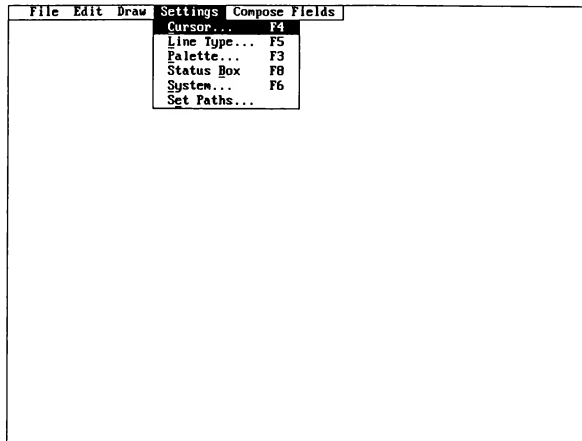 File Edit Draw Settings Compose Fields
Cursor... F4
Line Type... F5
Palette... F3
Status Box F8
System... F6
Set Paths...